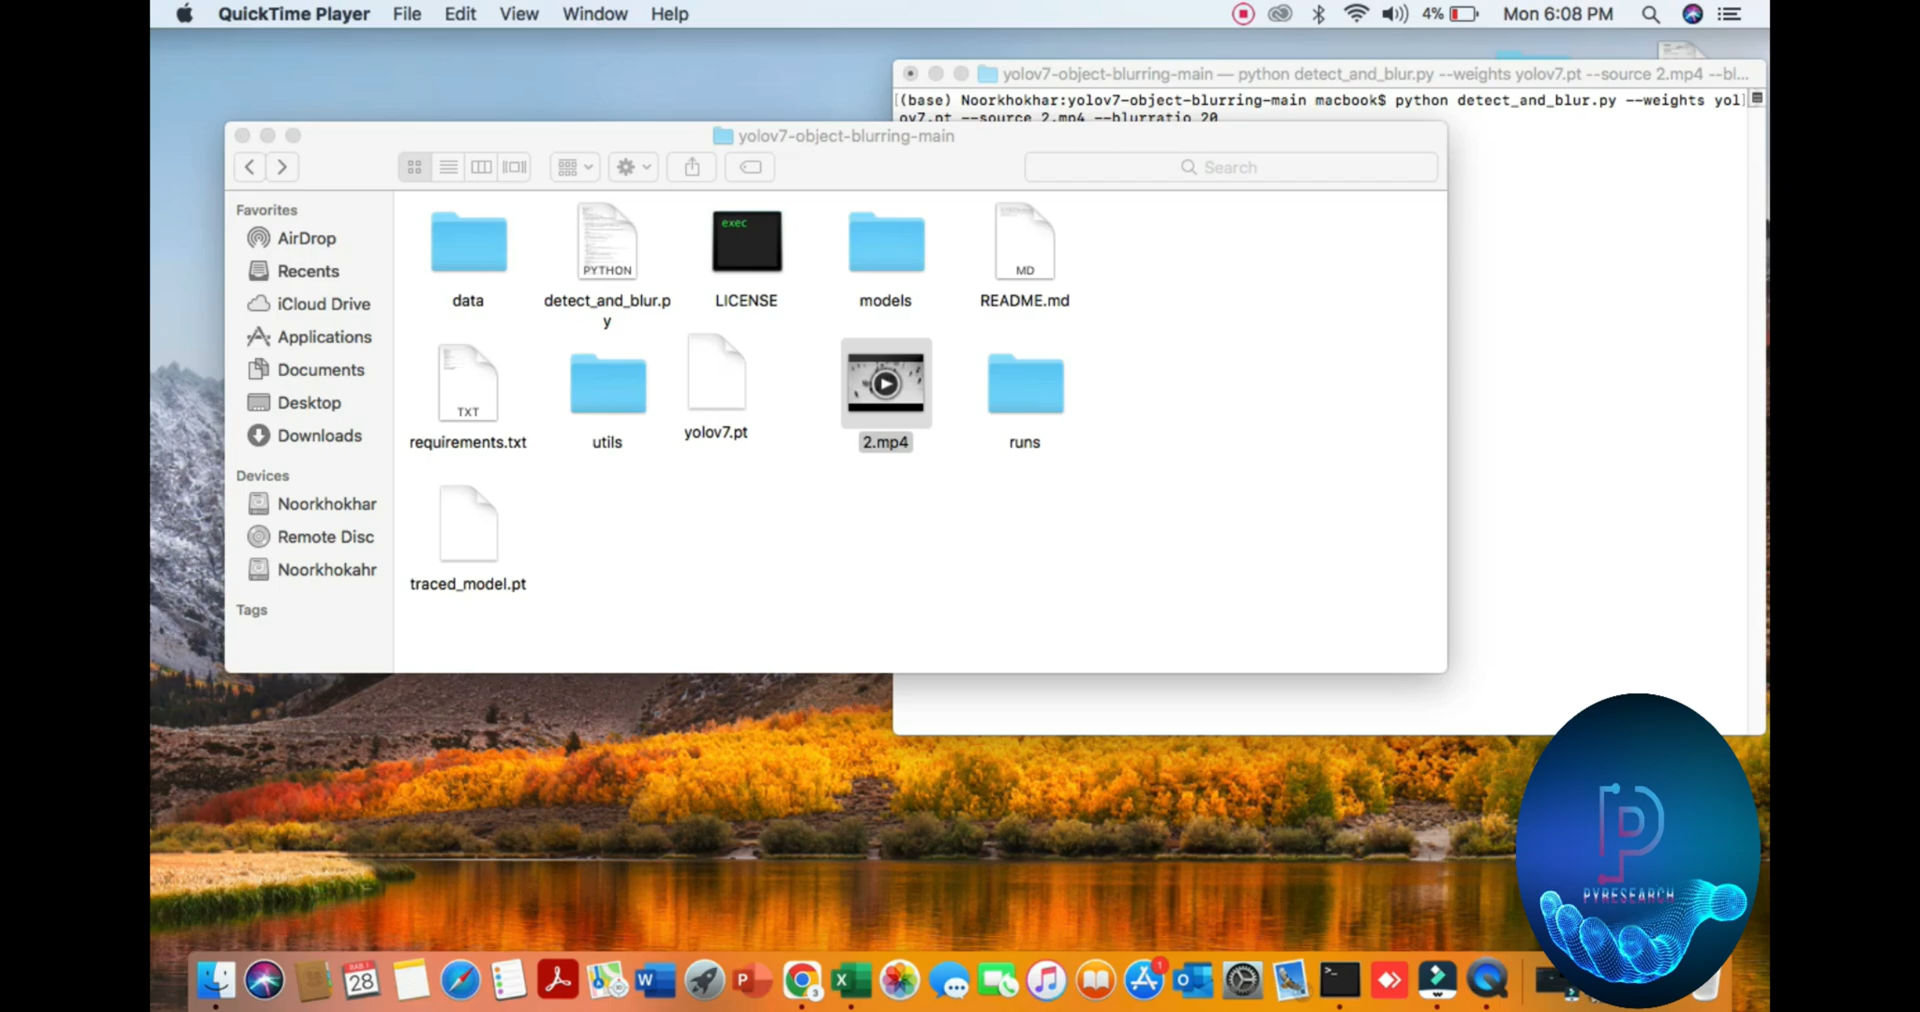 QuickTime Player File Edit View Window Help 4% Mon 6:08 PM
yolov7-object-blurring-main — python detect_and_blur.py --weights yolov7.pt --source 2.mp4 --bl...
(base) Noorkhokhar:yolov7-object-blurring-main macbook$ python detect_and_blur.py --weights yol
ov7.pt --source 2.mp4 --blurratio 20
yolov7-object-blurring-main
Search
Favorites
AirDrop
Recents
iCloud Drive
Applications
Documents
Desktop
Downloads
Devices
Noorkhokhar
Remote Disc
Noorkhokahr
Tags
exec
PYTHON
MD
data
detect_and_blur.p
y
LICENSE
models
README.md
TXT
requirements.txt
utils
yolov7.pt
2.mp4
runs
traced_model.pt
PYRESEARCH
28
W
P
3
X
1
O
>_